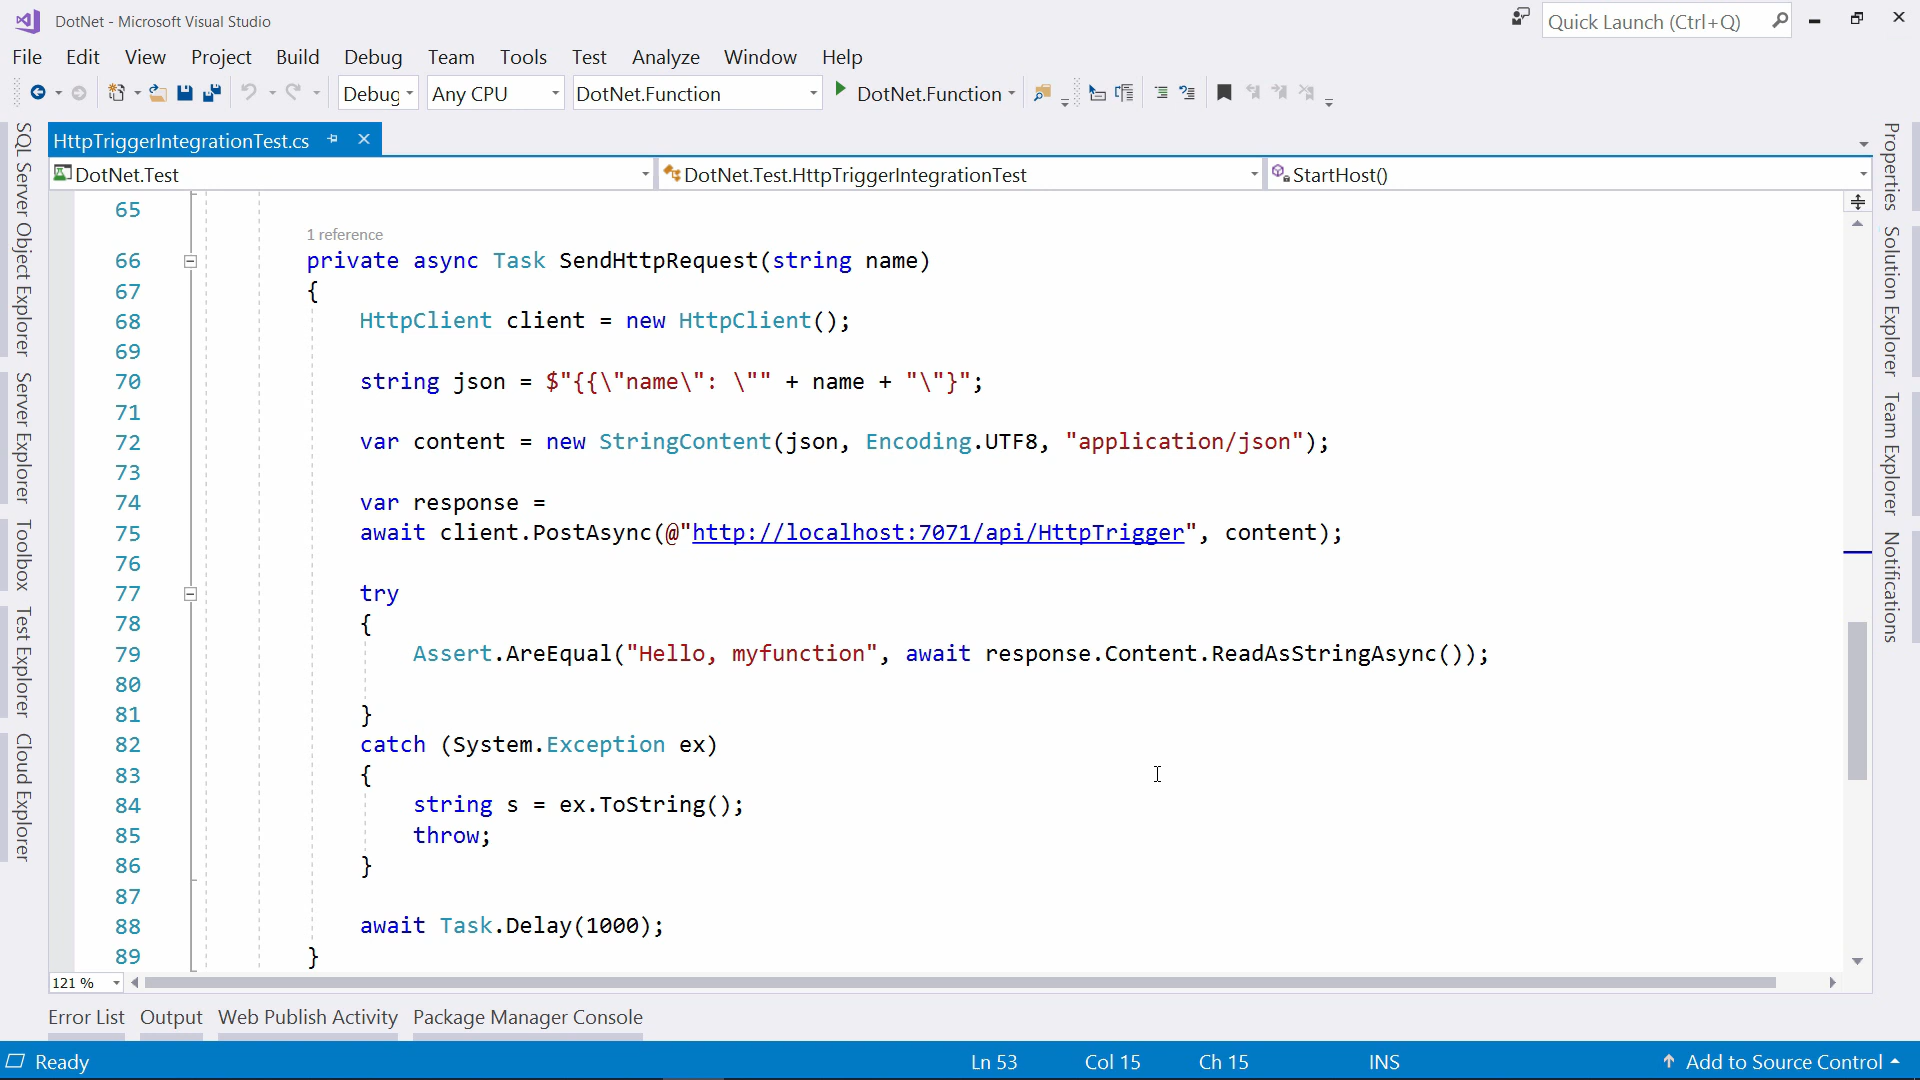 DotNet - Microsoft Visual Studio
Quick Launch (Ctrl+Q)
File Edit View Project Build Debug Team Tools Test Analyze Window Help
Debug Any CPU DotNet.Function DotNet.Function
HttpTriggerIntegrationTest.cs
DotNet.Test DotNet.Test.HttpTriggerIntegrationTest StartHost()
SQL Server Object Explorer
Server Explorer
Toolbox
Test Explorer
Cloud Explorer
65
1 reference
66 private async Task SendHttpRequest(string name)
67 {
68 HttpClient client = new HttpClient();
69
70 string json = $"{{\"name\": \"" + name + "\"}";
71
72 var content = new StringContent(json, Encoding.UTF8, "application/json");
73
74 var response =
75 await client.PostAsync(@"http://localhost:7071/api/HttpTrigger", content);
76
77 try
78 {
79 Assert.AreEqual("Hello, myfunction", await response.Content.ReadAsStringAsync());
80
81 }
82 catch (System.Exception ex)
83 {
84 string s = ex.ToString();
85 throw;
86 }
87
88 await Task.Delay(1000);
89 }
Properties
Solution Explorer
Team Explorer
Notifications
121 %
Error List Output Web Publish Activity Package Manager Console
Ready Ln 53 Col 15 Ch 15 INS Add to Source Control